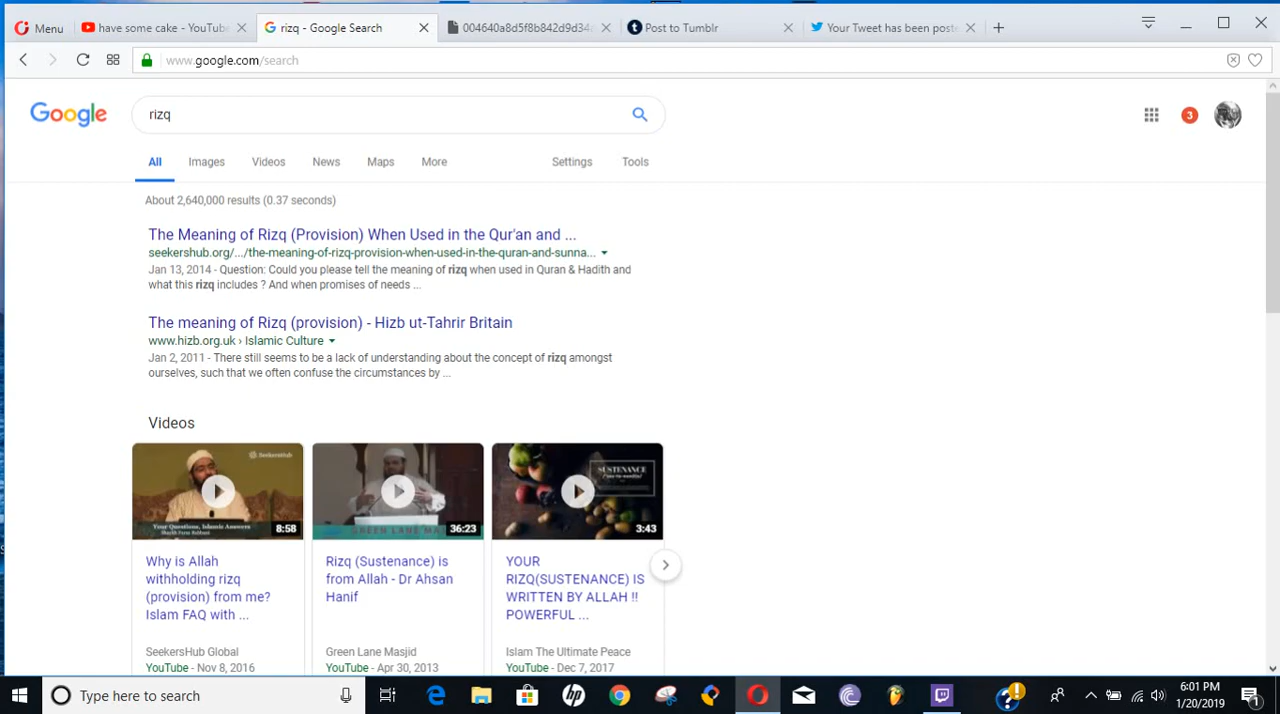 Menu
have some cake - YouTube
rizq - Google Search
004640a8d5f8b842d9d34
Post to Tumblr
Your Tweet has been poste
www.google.com/search
Google
rizq
3
All Images Videos News Maps More Settings Tools
About 2,640,000 results (0.37 seconds)
The Meaning of Rizq (Provision) When Used in the Qur'an and ...
seekershub.org/.../the-meaning-of-rizq-provision-when-used-in-the-quran-and-sunna...
Jan 13, 2014 - Question: Could you please tell the meaning of rizq when used in Quran & Hadith and
what this rizq includes ? And when promises of needs ...
The meaning of Rizq (provision) - Hizb ut-Tahrir Britain
www.hizb.org.uk › Islamic Culture
Jan 2, 2011 - There still seems to be a lack of understanding about the concept of rizq amongst
ourselves, such that we often confuse the circumstances by ...
Videos
SeekersHub
Your Questions, Islamic Answers
8:58
GREEN LANE MAS
36:23
SUSTENANCE
3:43
Why is Allah
withholding rizq
(provision) from me?
Islam FAQ with ...
SeekersHub Global
YouTube - Nov 8, 2016
Rizq (Sustenance) is
from Allah - Dr Ahsan
Hanif
Green Lane Masjid
YouTube - Apr 30, 2013
YOUR
RIZQ(SUSTENANCE) IS
WRITTEN BY ALLAH !!
POWERFUL ...
Islam The Ultimate Peace
YouTube - Dec 7, 2017
Type here to search
6:01 PM
1/20/2019
1